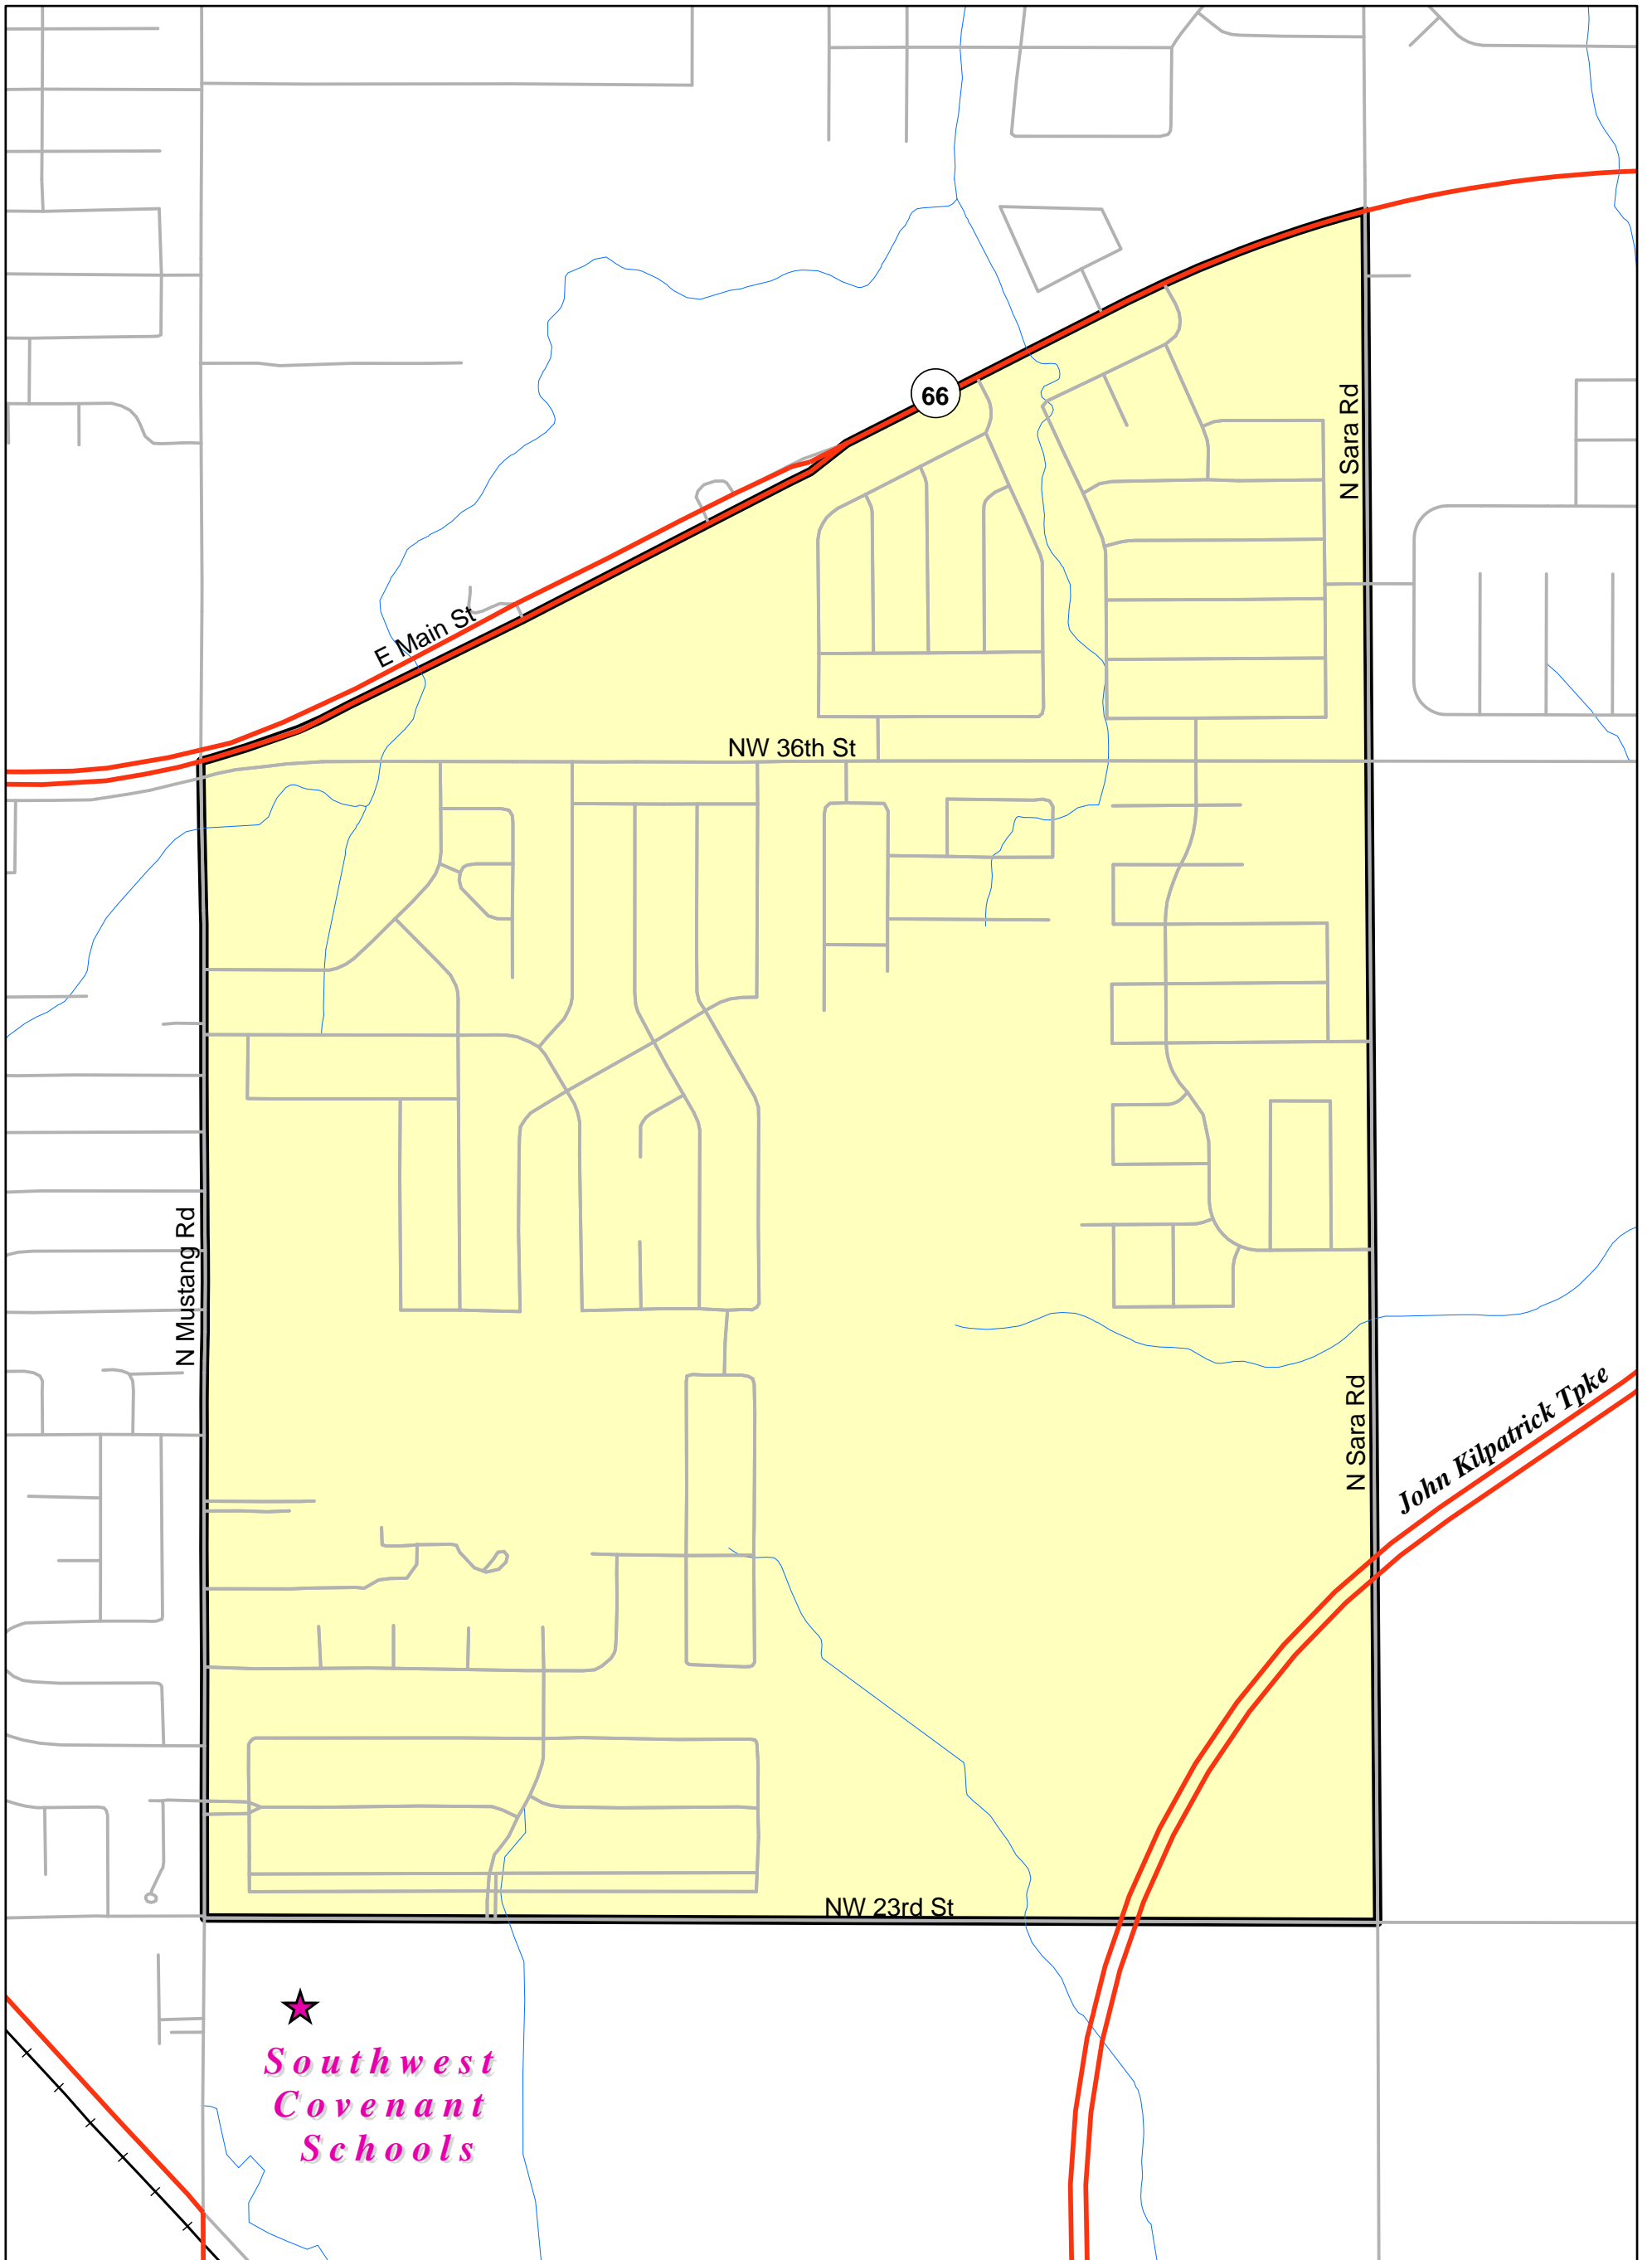 66
N Sara Rd
E Main St
NW 36th St
N Mustang Rd
N Sara Rd
John Kilpatrick Tpke
NW 23rd St
Southwest
Covenant
Schools